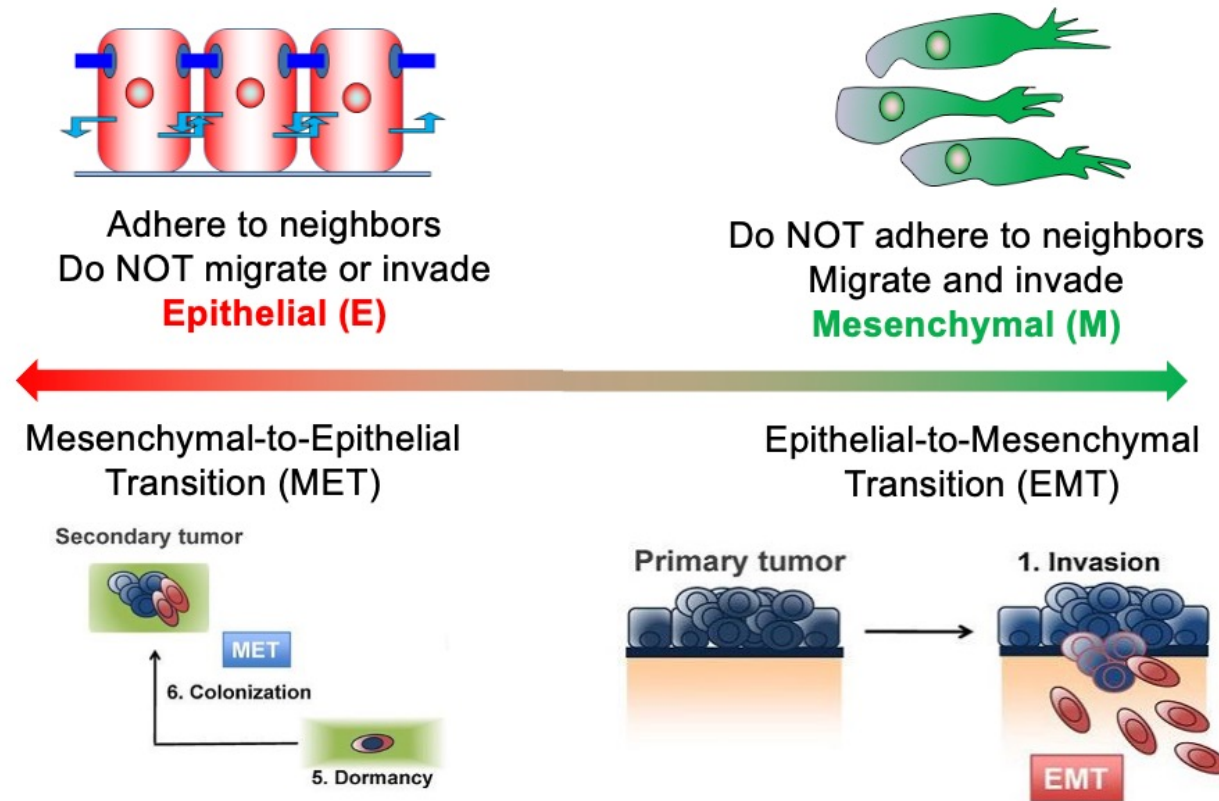 Adhere to neighbors
Do NOT migrate or invade
Epithelial (E)
Do NOT adhere to neighbors
Migrate and invade
Mesenchymal (M)
Mesenchymal-to-Epithelial
Transition (MET)
Epithelial-to-Mesenchymal
Transition (EMT)
Secondary tumor
MET
6. Colonization
5. Dormancy
Primary tumor
1. Invasion
EMT